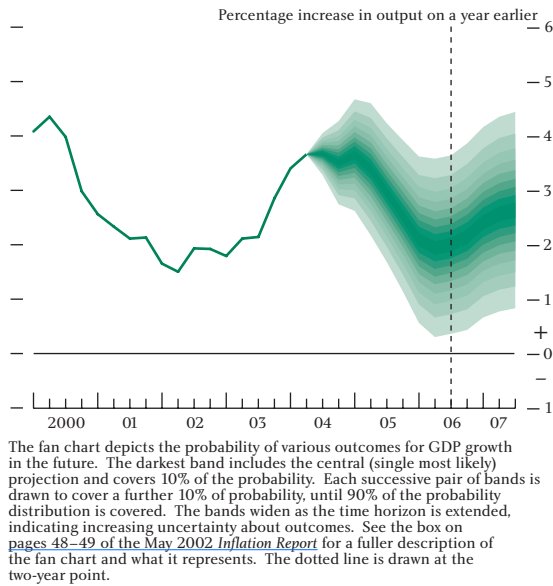 Percentage increase in output on a year earlier
6
5
4
3
2
1
+
0
–
1
2000 01 02 03 04 05 06 07
The fan chart depicts the probability of various outcomes for GDP growth
in the future. The darkest band includes the central (single most likely)
projection and covers 10% of the probability. Each successive pair of bands is
drawn to cover a further 10% of probability, until 90% of the probability
distribution is covered. The bands widen as the time horizon is extended,
indicating increasing uncertainty about outcomes. See the box on
pages 48–49 of the May 2002 Inflation Report for a fuller description of
the fan chart and what it represents. The dotted line is drawn at the
two-year point.